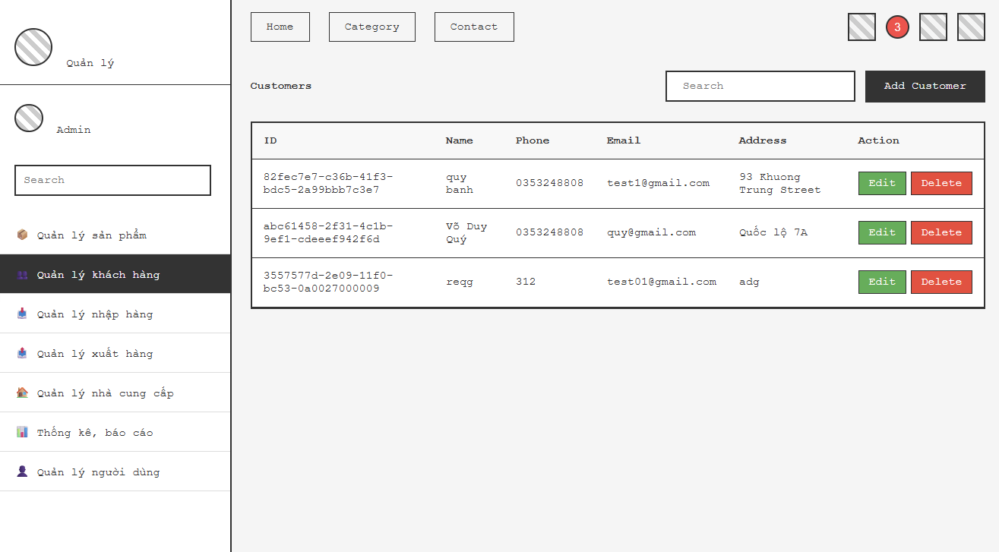 Quản lý
Admin
Search
Quản lý sản phẩm
Quản lý khách hàng
Quản lý nhập hàng
Quản lý xuất hàng
Quản lý nhà cung cấp
Thống kê, báo cáo
Quản lý người dùng
Home Category Contact 3
Customers Search Add Customer
ID Name Phone Email Address Action
82fec7e7-c36b-41f3-
bdc5-2a99bbb7c3e7
quy
banh
0353248808
test1@gmail.com
93 Khuong
Trung Street
Edit Delete
abc61458-2f31-4c1b-
9ef1-cdeeef942f6d
Võ Duy
Quý
0353248808
quy@gmail.com
Quốc lộ 7A
Edit Delete
3557577d-2e09-11f0-
bc53-0a0027000009
reqg
312
test01@gmail.com
adg
Edit Delete